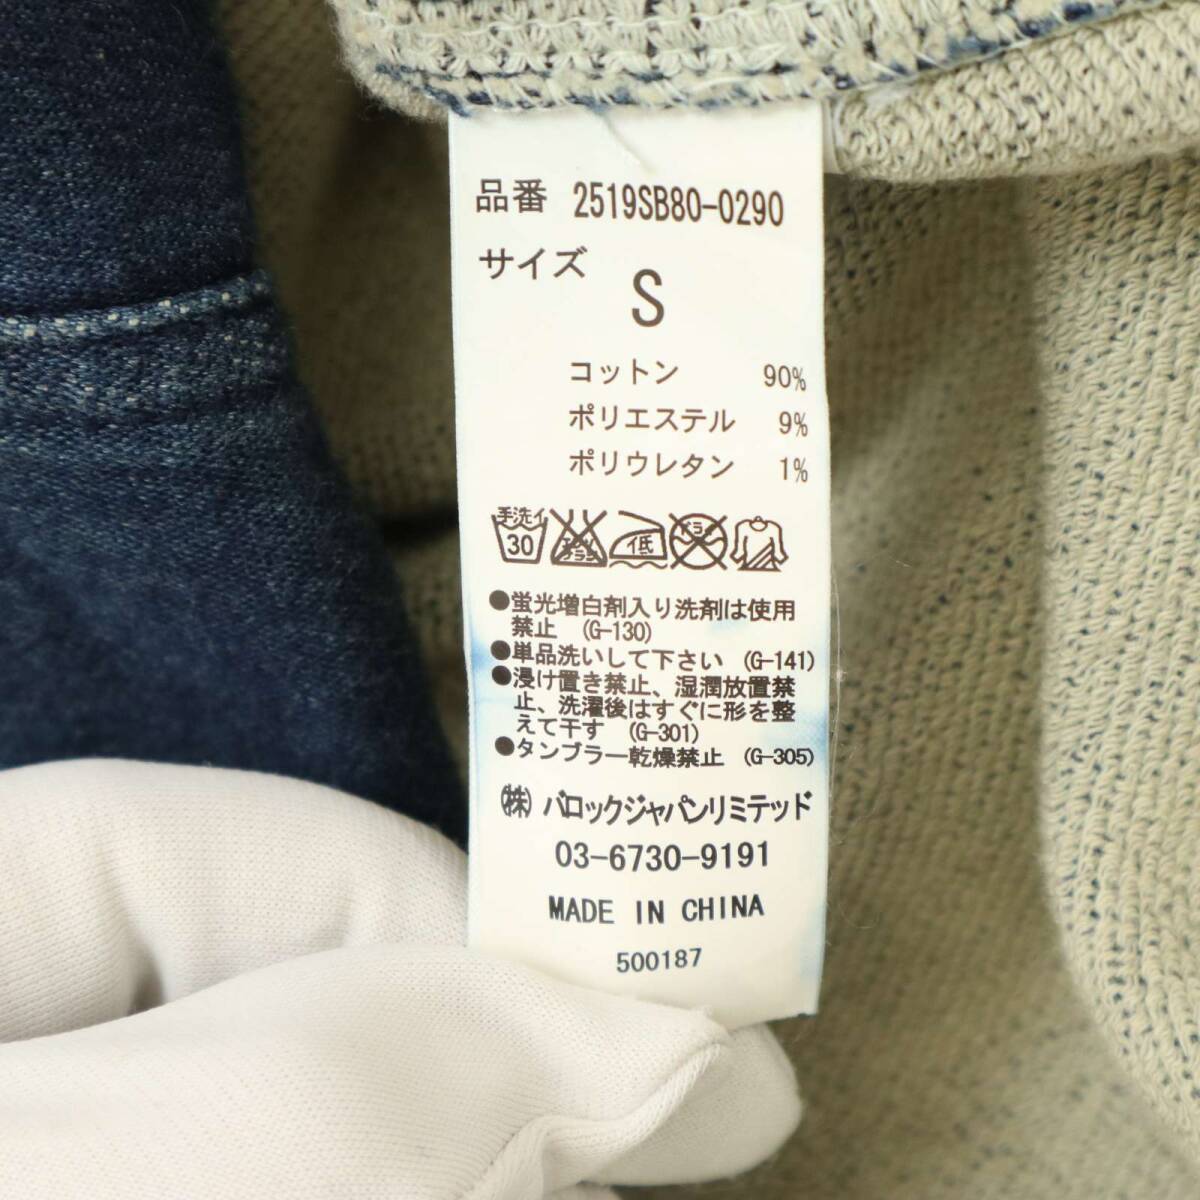 品番 2519SB80-0290
サイズ
S
コットン 90%
ポリエステル 9%
ポリウレタン 1%
手洗イ
30
低
●蛍光増白剤入り洗剤は使用
禁止 (G-130)
●単品洗いして下さい (G-141)
●浸け置き禁止、湿潤放置禁
止、洗濯後はすぐに形を整
えて干す (G-301)
●タンブラー乾燥禁止 (G-305)
㈱ バロックジャパンリミテッド
03-6730-9191
MADE IN CHINA
500187